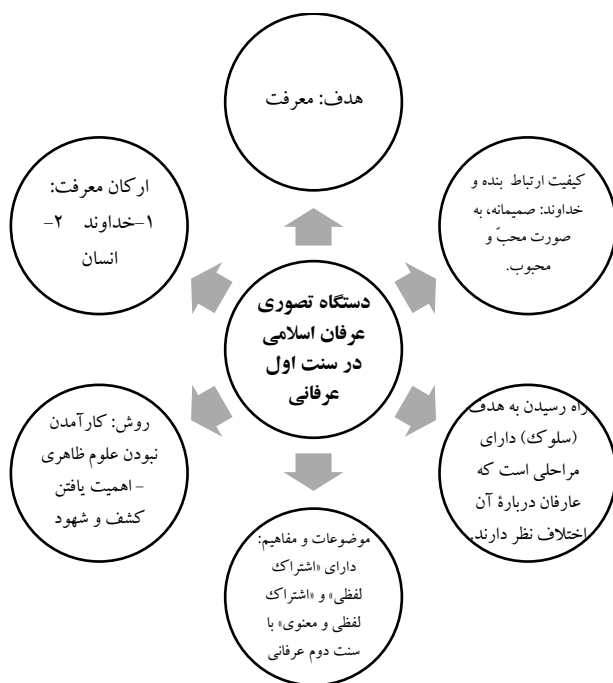 هدف: معرفت
کیفیت ارتباط بنده و
خداوند: صمیمانه، به
صورت محبّ و
محبوب.
راه رسیدن به هدف
(سلوک) دارای
مراحلی است که
عارفان دربارۀ آن
اختلاف نظر دارند.
موضوعات و مفاهیم:
دارای «اشتراک
لفظی» و «اشتراک
لفظی و معنوی» با
سنت دوم عرفانی
روش: کارآمدن
نبودن علوم ظاهری
- اهمیت یافتن
کشف و شهود
ارکان معرفت:
۱-خداوند ۲-
انسان
دستگاه تصوری
عرفان اسلامی
در سنت اول
عرفانی